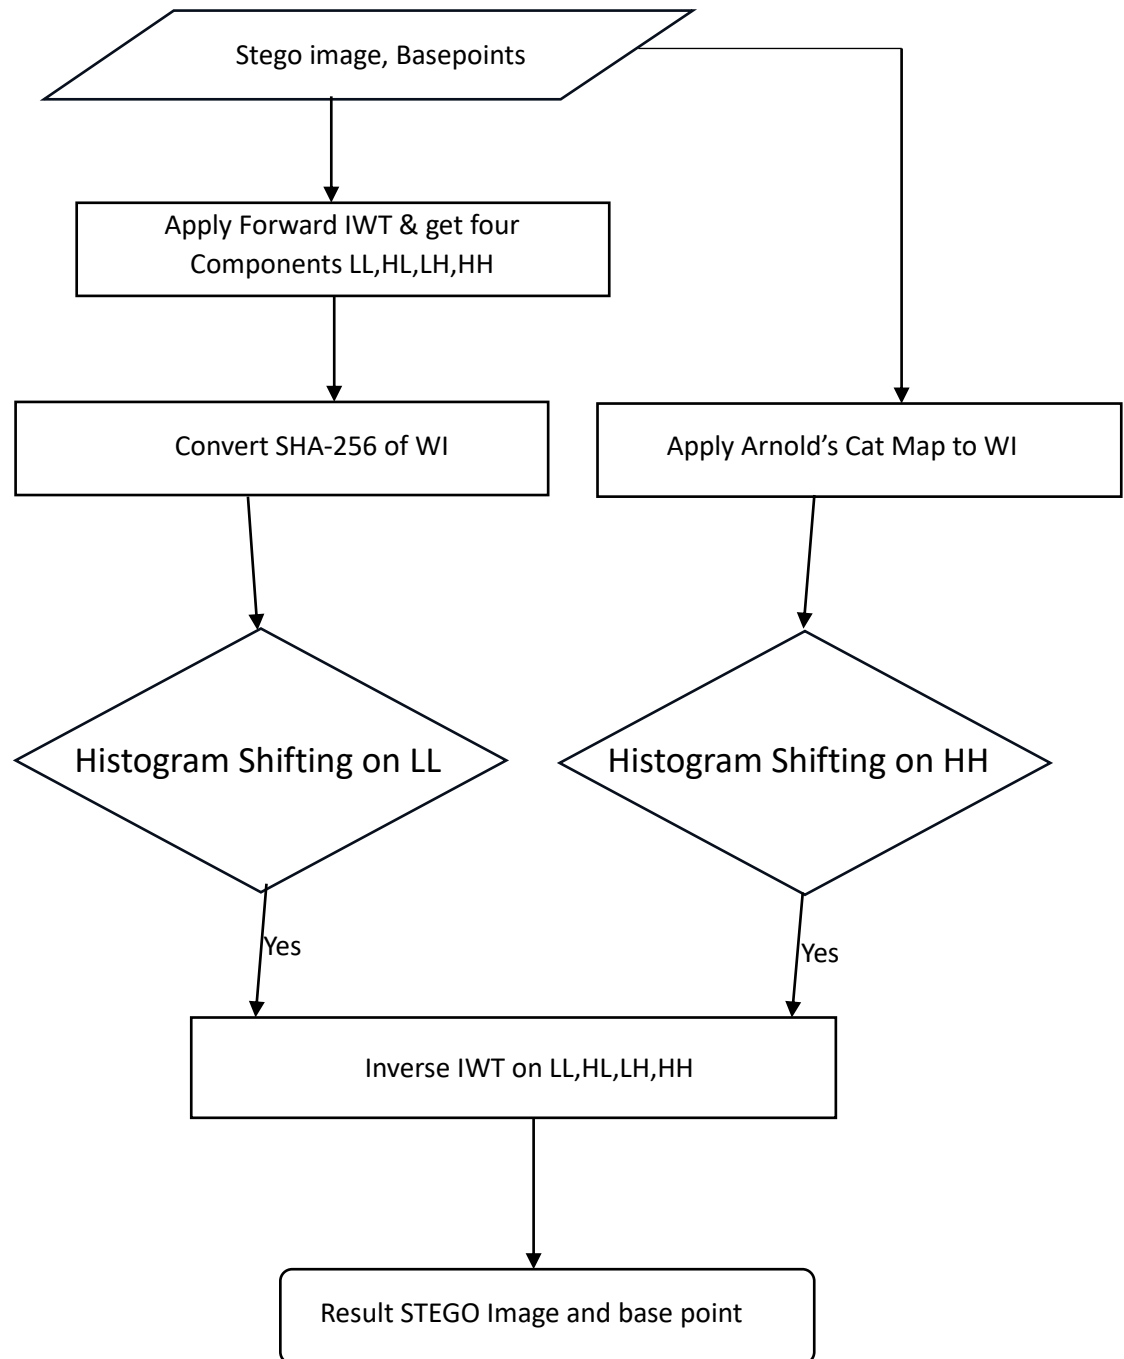 Stego image, Basepoints
Apply Forward IWT & get four
Components LL,HL,LH,HH
Convert SHA-256 of WI
Apply Arnold’s Cat Map to WI
Histogram Shifting on LL
Histogram Shifting on HH
Yes
Yes
Inverse IWT on LL,HL,LH,HH
Result STEGO Image and base point